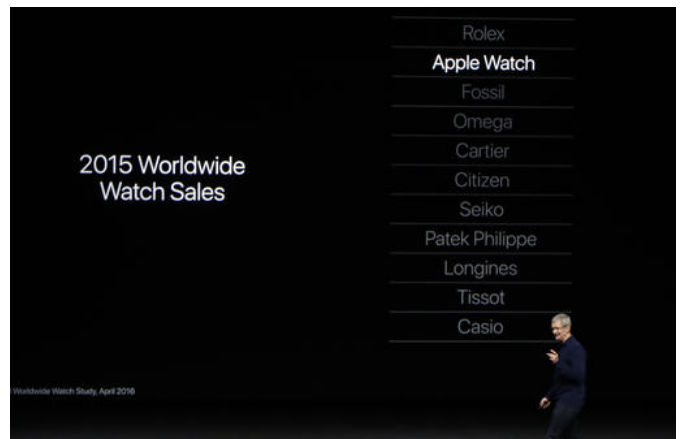 2015 Worldwide
Watch Sales
Rolex
Apple Watch
Fossil
Omega
Cartier
Citizen
Seiko
Patek Philippe
Longines
Tissot
Casio
Worldwide Watch Study, April 2016